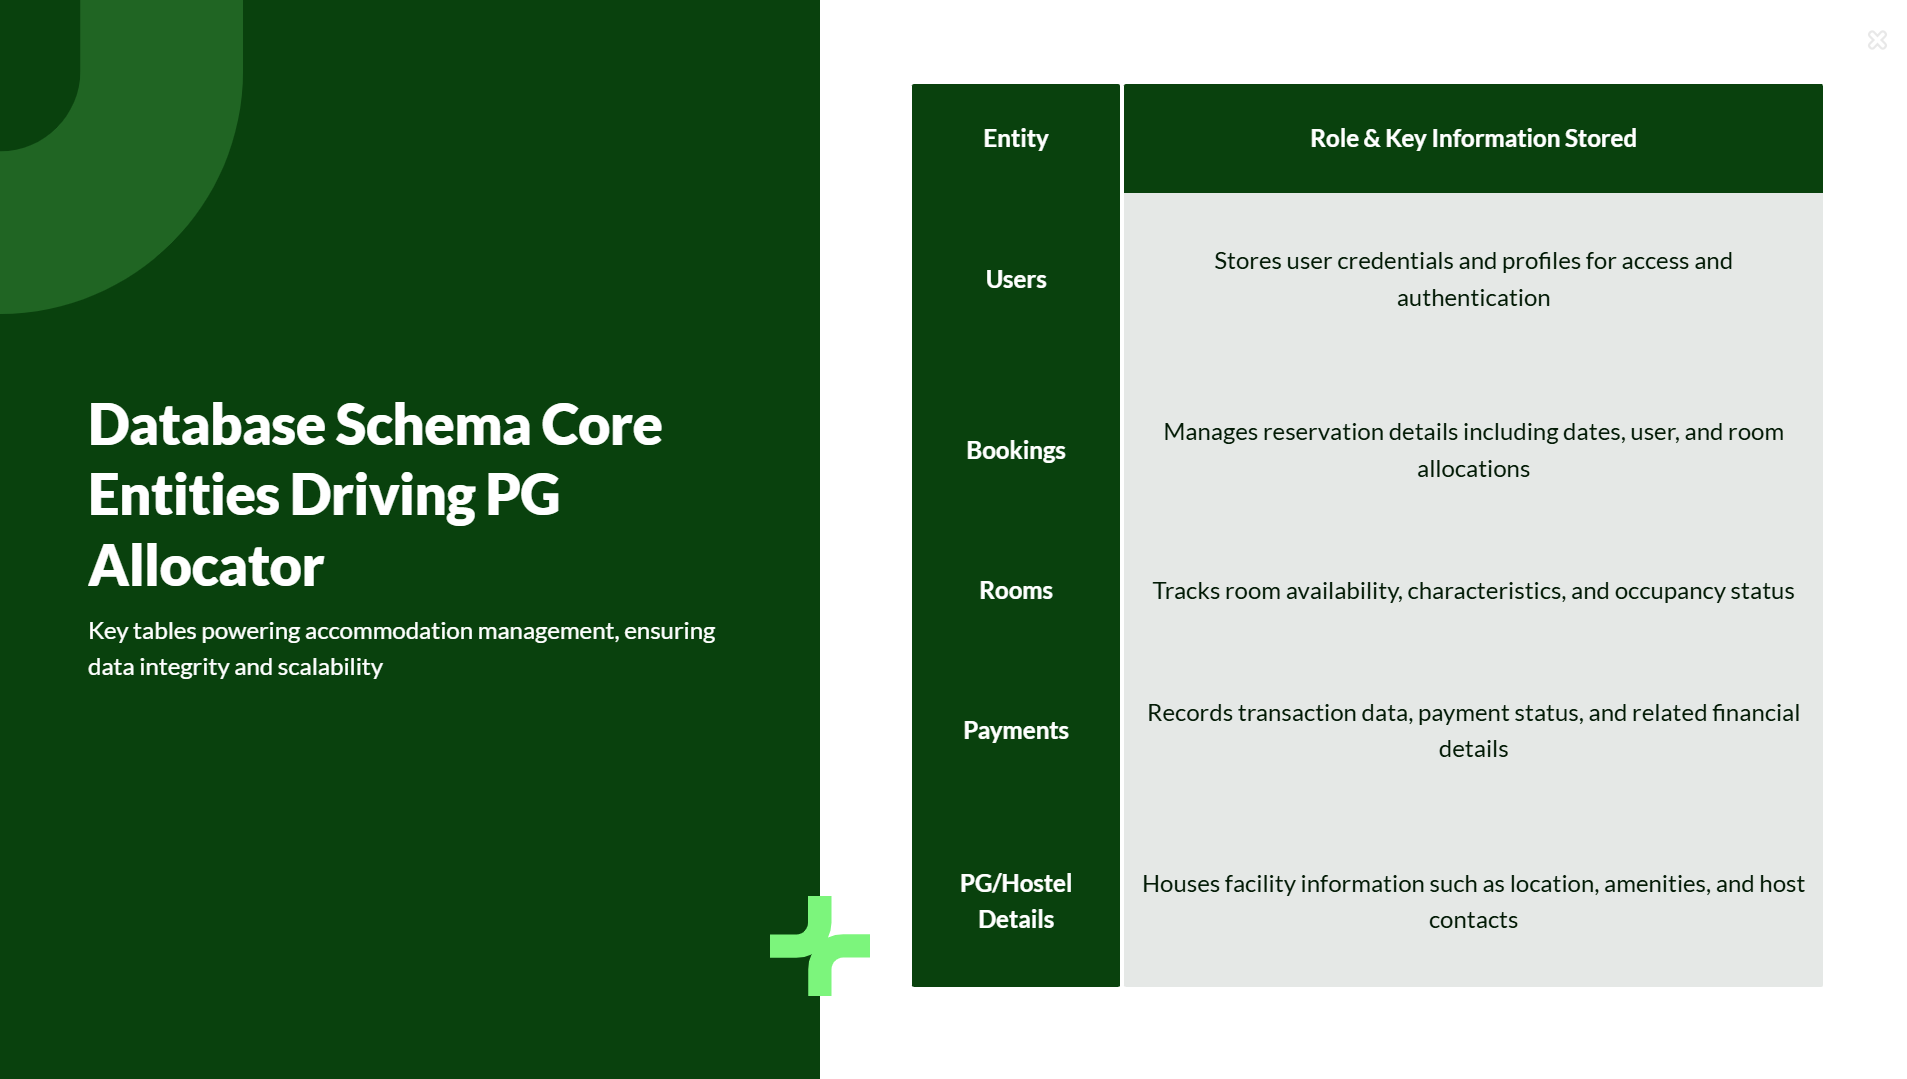 Database Schema Core
Entities Driving PG
Allocator
Key tables powering accommodation management, ensuring
data integrity and scalability
Entity
Role & Key Information Stored
Users
Stores user credentials and profiles for access and
authentication
Bookings
Manages reservation details including dates, user, and room
allocations
Rooms
Tracks room availability, characteristics, and occupancy status
Payments
Records transaction data, payment status, and related financial
details
PG/Hostel
Details
Houses facility information such as location, amenities, and host
contacts